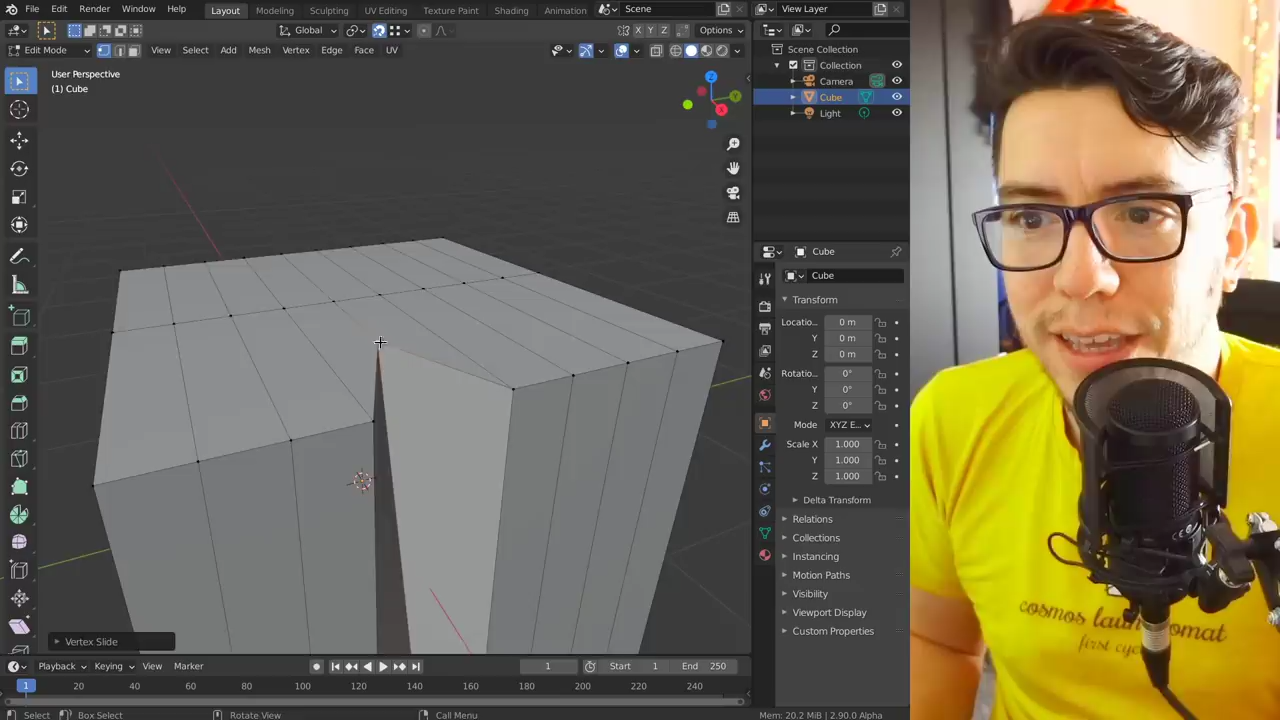 File Edit Render Window Help Layout Modeling Sculpting UV Editing Texture Paint Shading Animation Scene View Layer
Global X Y Z Options
Edit Mode View Select Add Mesh Vertex Edge Face UV
User Perspective
(1) Cube
Z
Y
X
Scene Collection
Collection
Camera
Cube
Light
Cube
Cube
Transform
Locatio... 0 m
Y 0 m
Z 0 m
Rotatio... 0°
Y 0°
Z 0°
Mode XYZ E...
Scale X 1.000
Y 1.000
Z 1.000
Delta Transform
Relations
Collections
Instancing
Motion Paths
Visibility
Viewport Display
Custom Properties
Vertex Slide
Playback Keying View Marker 1 Start 1 End 250
1 20 40 60 80 100 120 140 160 180 200 220 240
Select Box Select Rotate View Call Menu Mem: 20.2 MiB | 2.90.0 Alpha
cosmos
first